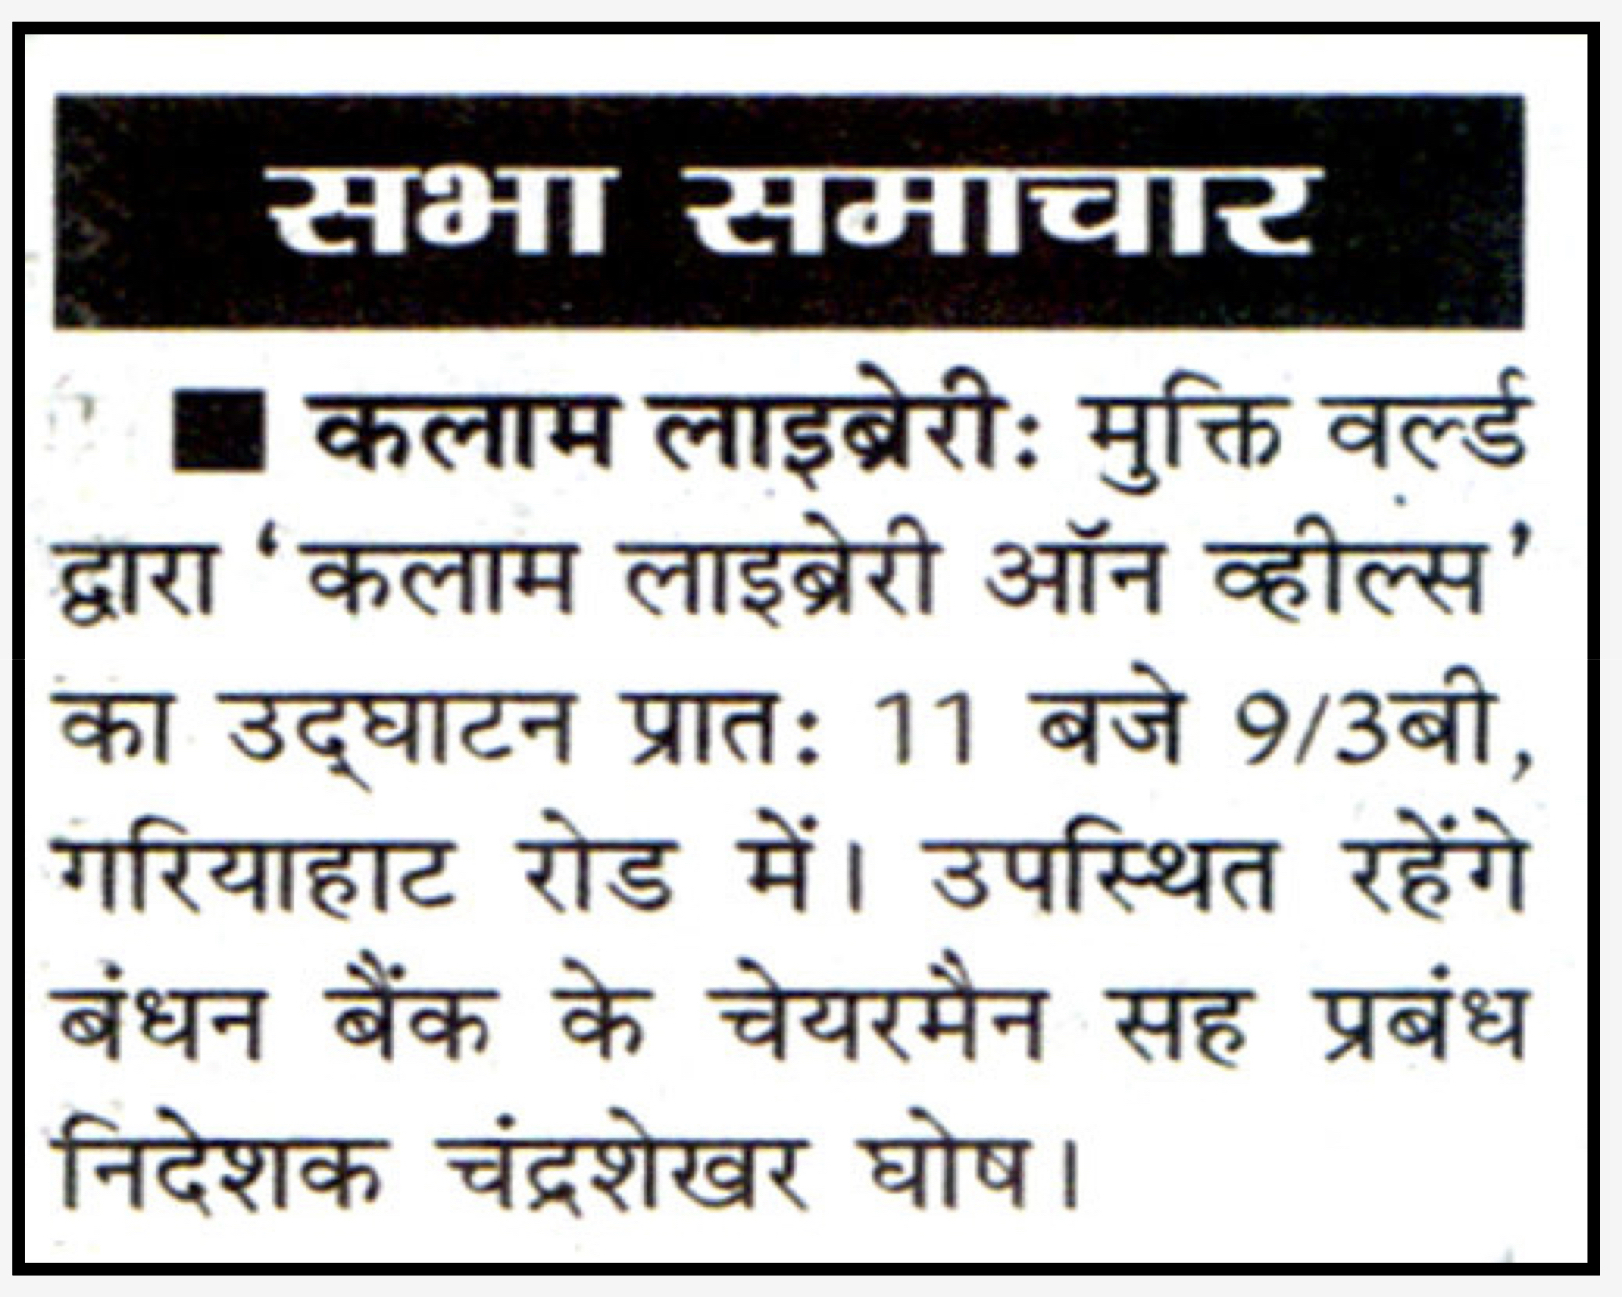 सभा समाचार
■ कलाम लाइब्रेरी: मुक्ति वर्ल्ड
द्वारा ‘कलाम लाइब्रेरी ऑन व्हील्स’
का उद्‌घाटन प्रात: 11 बजे 9/3बी,
गरियाहाट रोड में। उपस्थित रहेंगे
बंधन बैंक के चेयरमैन सह प्रबंध
निदेशक चंद्रशेखर घोष।